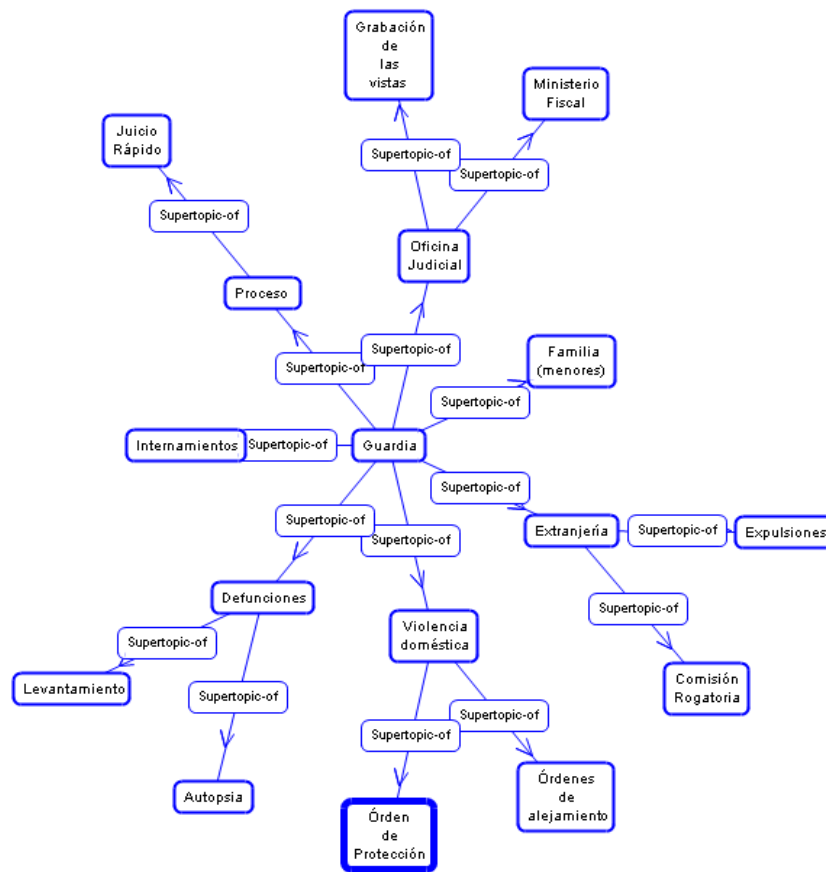 Grabación
de
las
vistas
Ministerio
Fiscal
Juicio
Rápido
Supertopic-of
Supertopic-of
Supertopic-of
Oficina
Judicial
Proceso
Supertopic-of
Supertopic-of
Familia
(menores)
Supertopic-of
Internamientos
Supertopic-of
Guardia
Supertopic-of
Supertopic-of
Supertopic-of
Extranjería
Supertopic-of
Expulsiones
Defunciones
Supertopic-of
Violencia
doméstica
Supertopic-of
Levantamiento
Comisión
Rogatoria
Supertopic-of
Supertopic-of
Supertopic-of
Autopsia
Órdenes
de
alejamiento
Órden
de
Protección